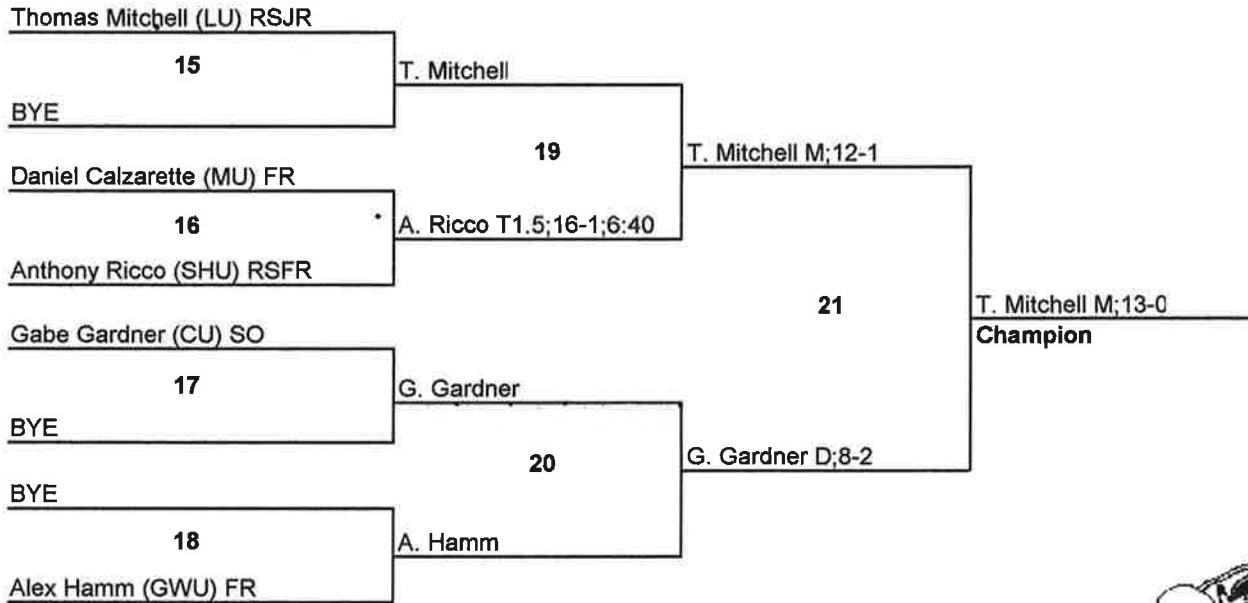 Thomas Mitchell (LU) RSJR
15
T. Mitchell
BYE
19
T. Mitchell M;12-1
Daniel Calzarette (MU) FR
16
A. Ricco T1.5;16-1;6:40
Anthony Ricco (SHU) RSFR
21
T. Mitchell M;13-0
Champion
Gabe Gardner (CU) SO
17
G. Gardner
BYE
20
G. Gardner D;8-2
BYE
18
A. Hamm
Alex Hamm (GWU) FR